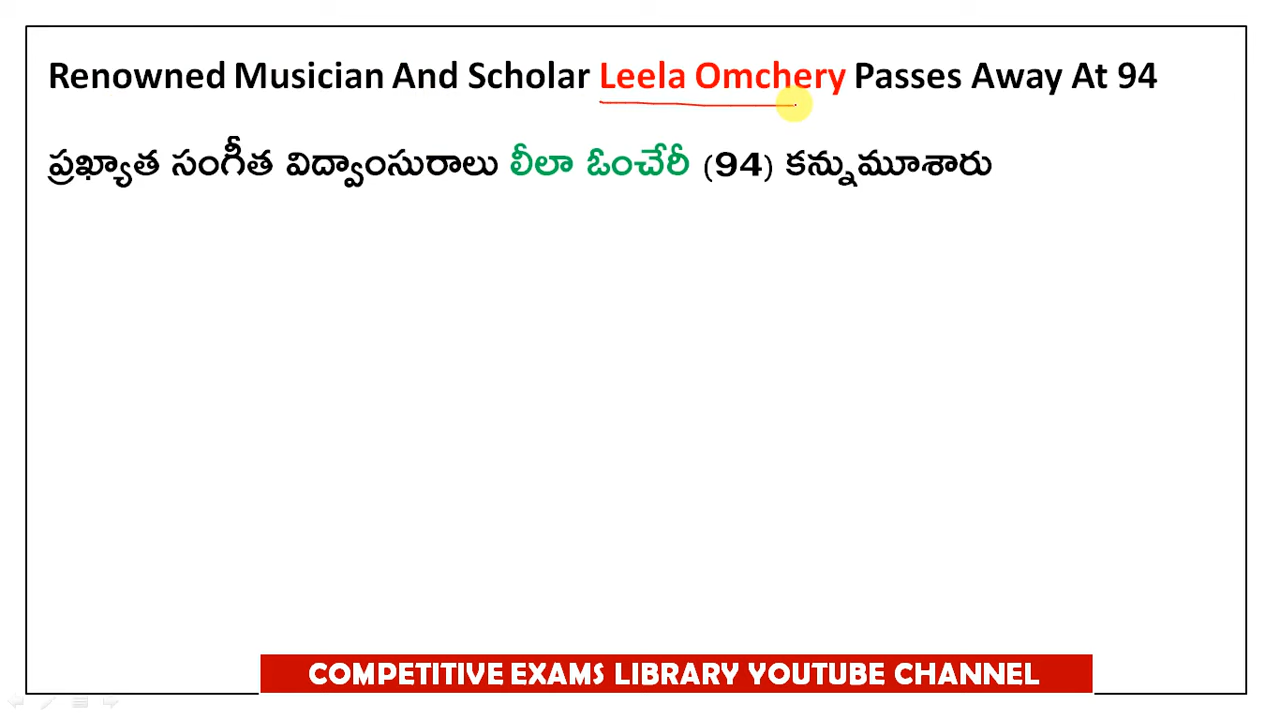 Renowned Musician And Scholar Leela Omchery Passes Away At 94
ప్రఖ్యాత సంగీత విద్వాంసురాలు లీలా ఓంచేరీ (94) కన్నుమూశారు
COMPETITIVE EXAMS LIBRARY YOUTUBE CHANNEL